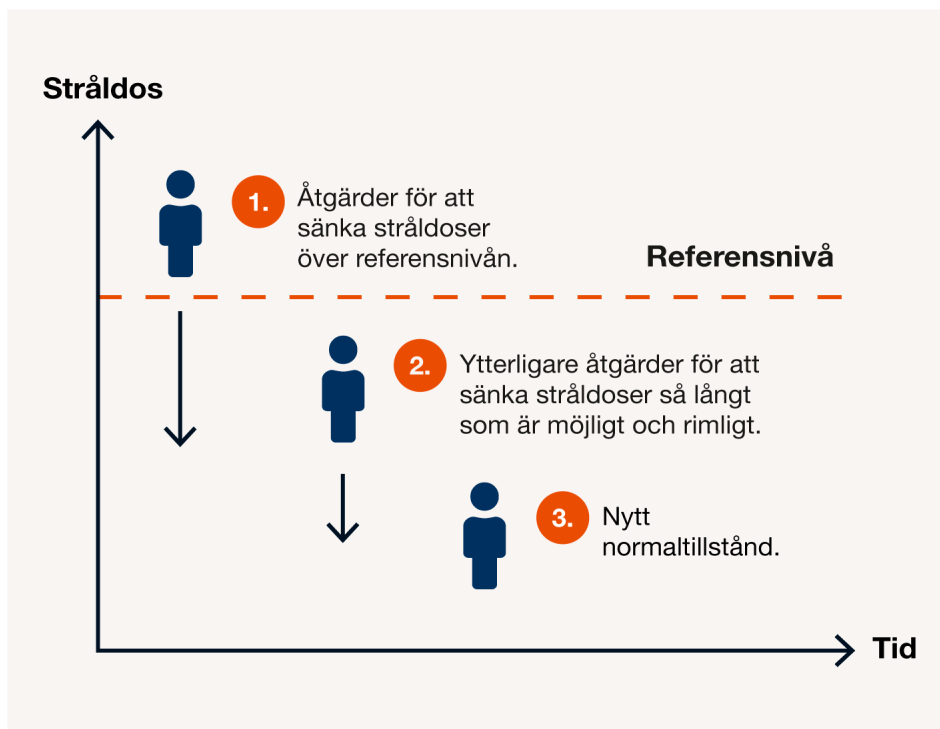 Stråldos
1.
Åtgärder för att
sänka stråldoser
över referensnivån.
Referensnivå
2.
Ytterligare åtgärder för att
sänka stråldoser så långt
som är möjligt och rimligt.
3.
Nytt
normaltillstånd.
Tid